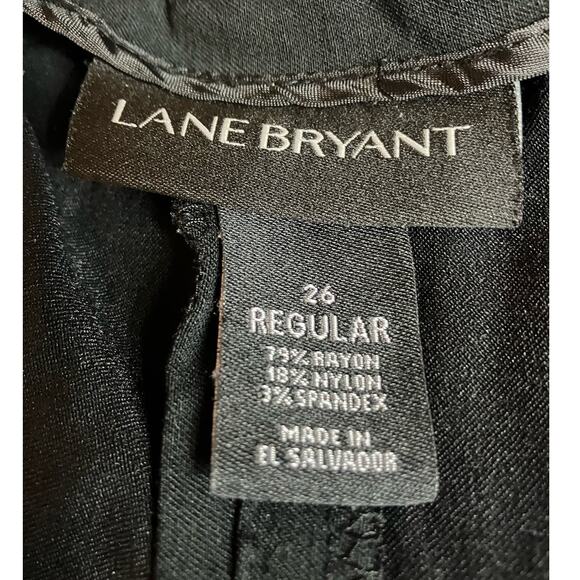 LANE BRYANT
26
REGULAR
79% RAYON
18% NYLON
3% SPANDEX
MADE IN
EL SALVADOR